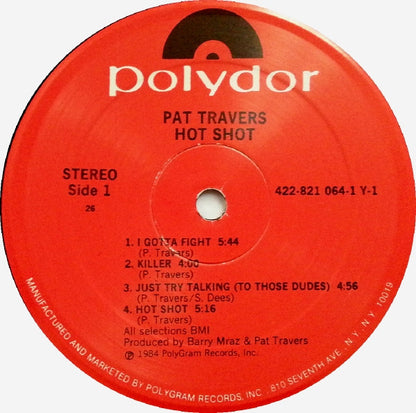 polydor
PAT TRAVERS
HOT SHOT
STEREO
Side 1
26
422-821 064-1 Y-1
1. I GOTTA FIGHT 5:44
(P. Travers)
2. KILLER 4:00
(P. Travers)
3. JUST TRY TALKING (TO THOSE DUDES) 4:56
(P. Travers/S. Dees)
4. HOT SHOT 5:16
(P. Travers)
All selections BMI
Produced by Barry Mraz & Pat Travers
Ⓟ 1984 PolyGram Records, Inc.
MANUFACTURED AND MARKETED BY POLYGRAM RECORDS, INC. 810 SEVENTH AVE., N.Y., N.Y. 10019